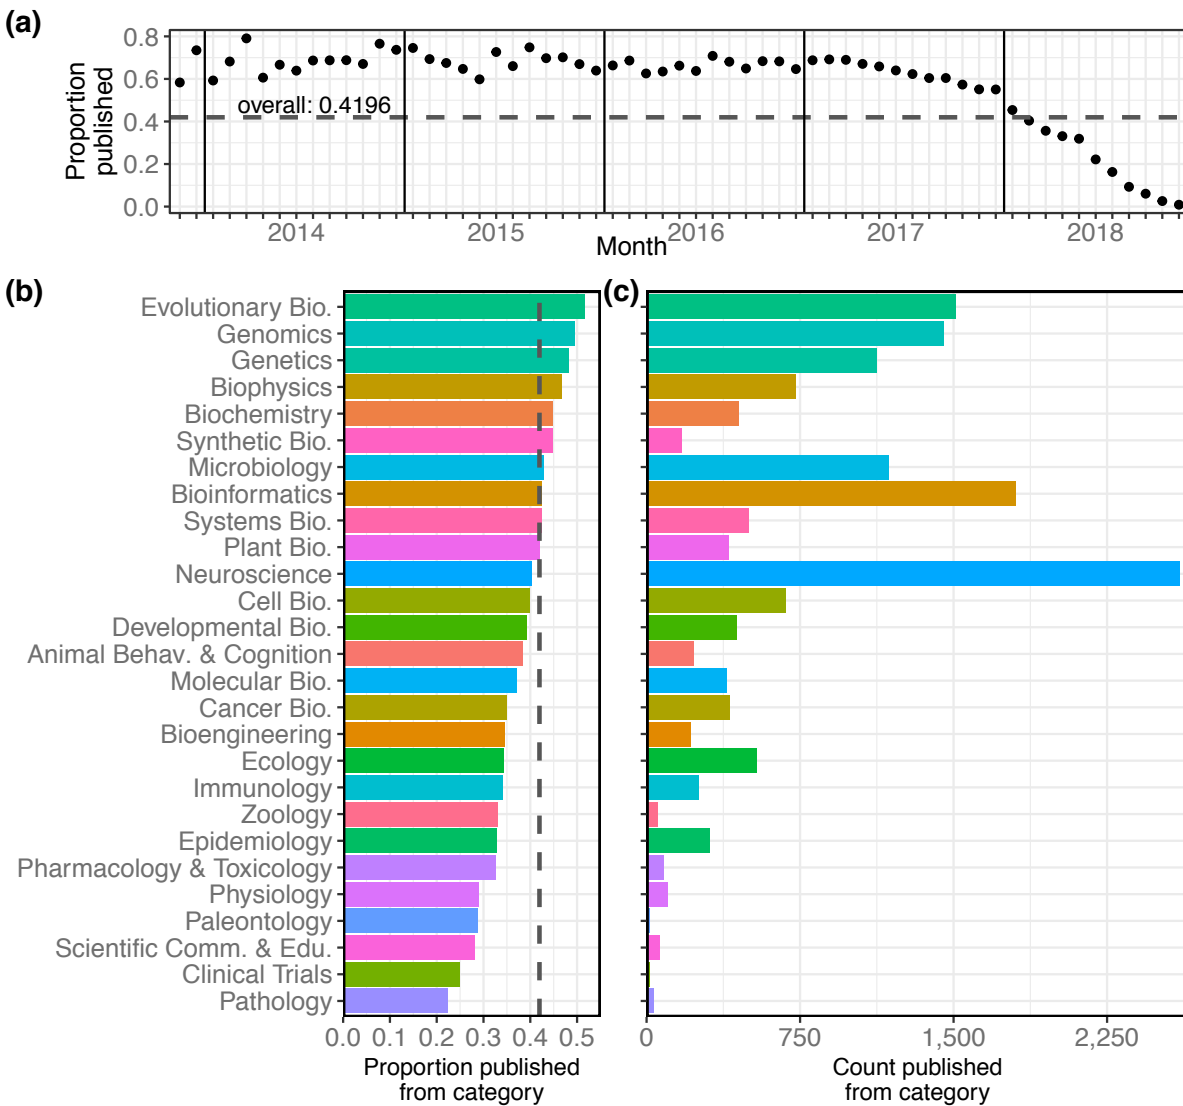 (a)
0.8
0.6
0.4
0.2
0.0
Proportion
published
overall: 0.4196
2014
2015
2016
2017
2018
Month
(b)
Evolutionary Bio.
Genomics
Genetics
Biophysics
Biochemistry
Synthetic Bio.
Microbiology
Bioinformatics
Systems Bio.
Plant Bio.
Neuroscience
Cell Bio.
Developmental Bio.
Animal Behav. & Cognition
Molecular Bio.
Cancer Bio.
Bioengineering
Ecology
Immunology
Zoology
Epidemiology
Pharmacology & Toxicology
Physiology
Paleontology
Scientific Comm. & Edu.
Clinical Trials
Pathology
0.0 0.1 0.2 0.3 0.4 0.5
Proportion published
from category
(c)
0 750 1,500 2,250
Count published
from category